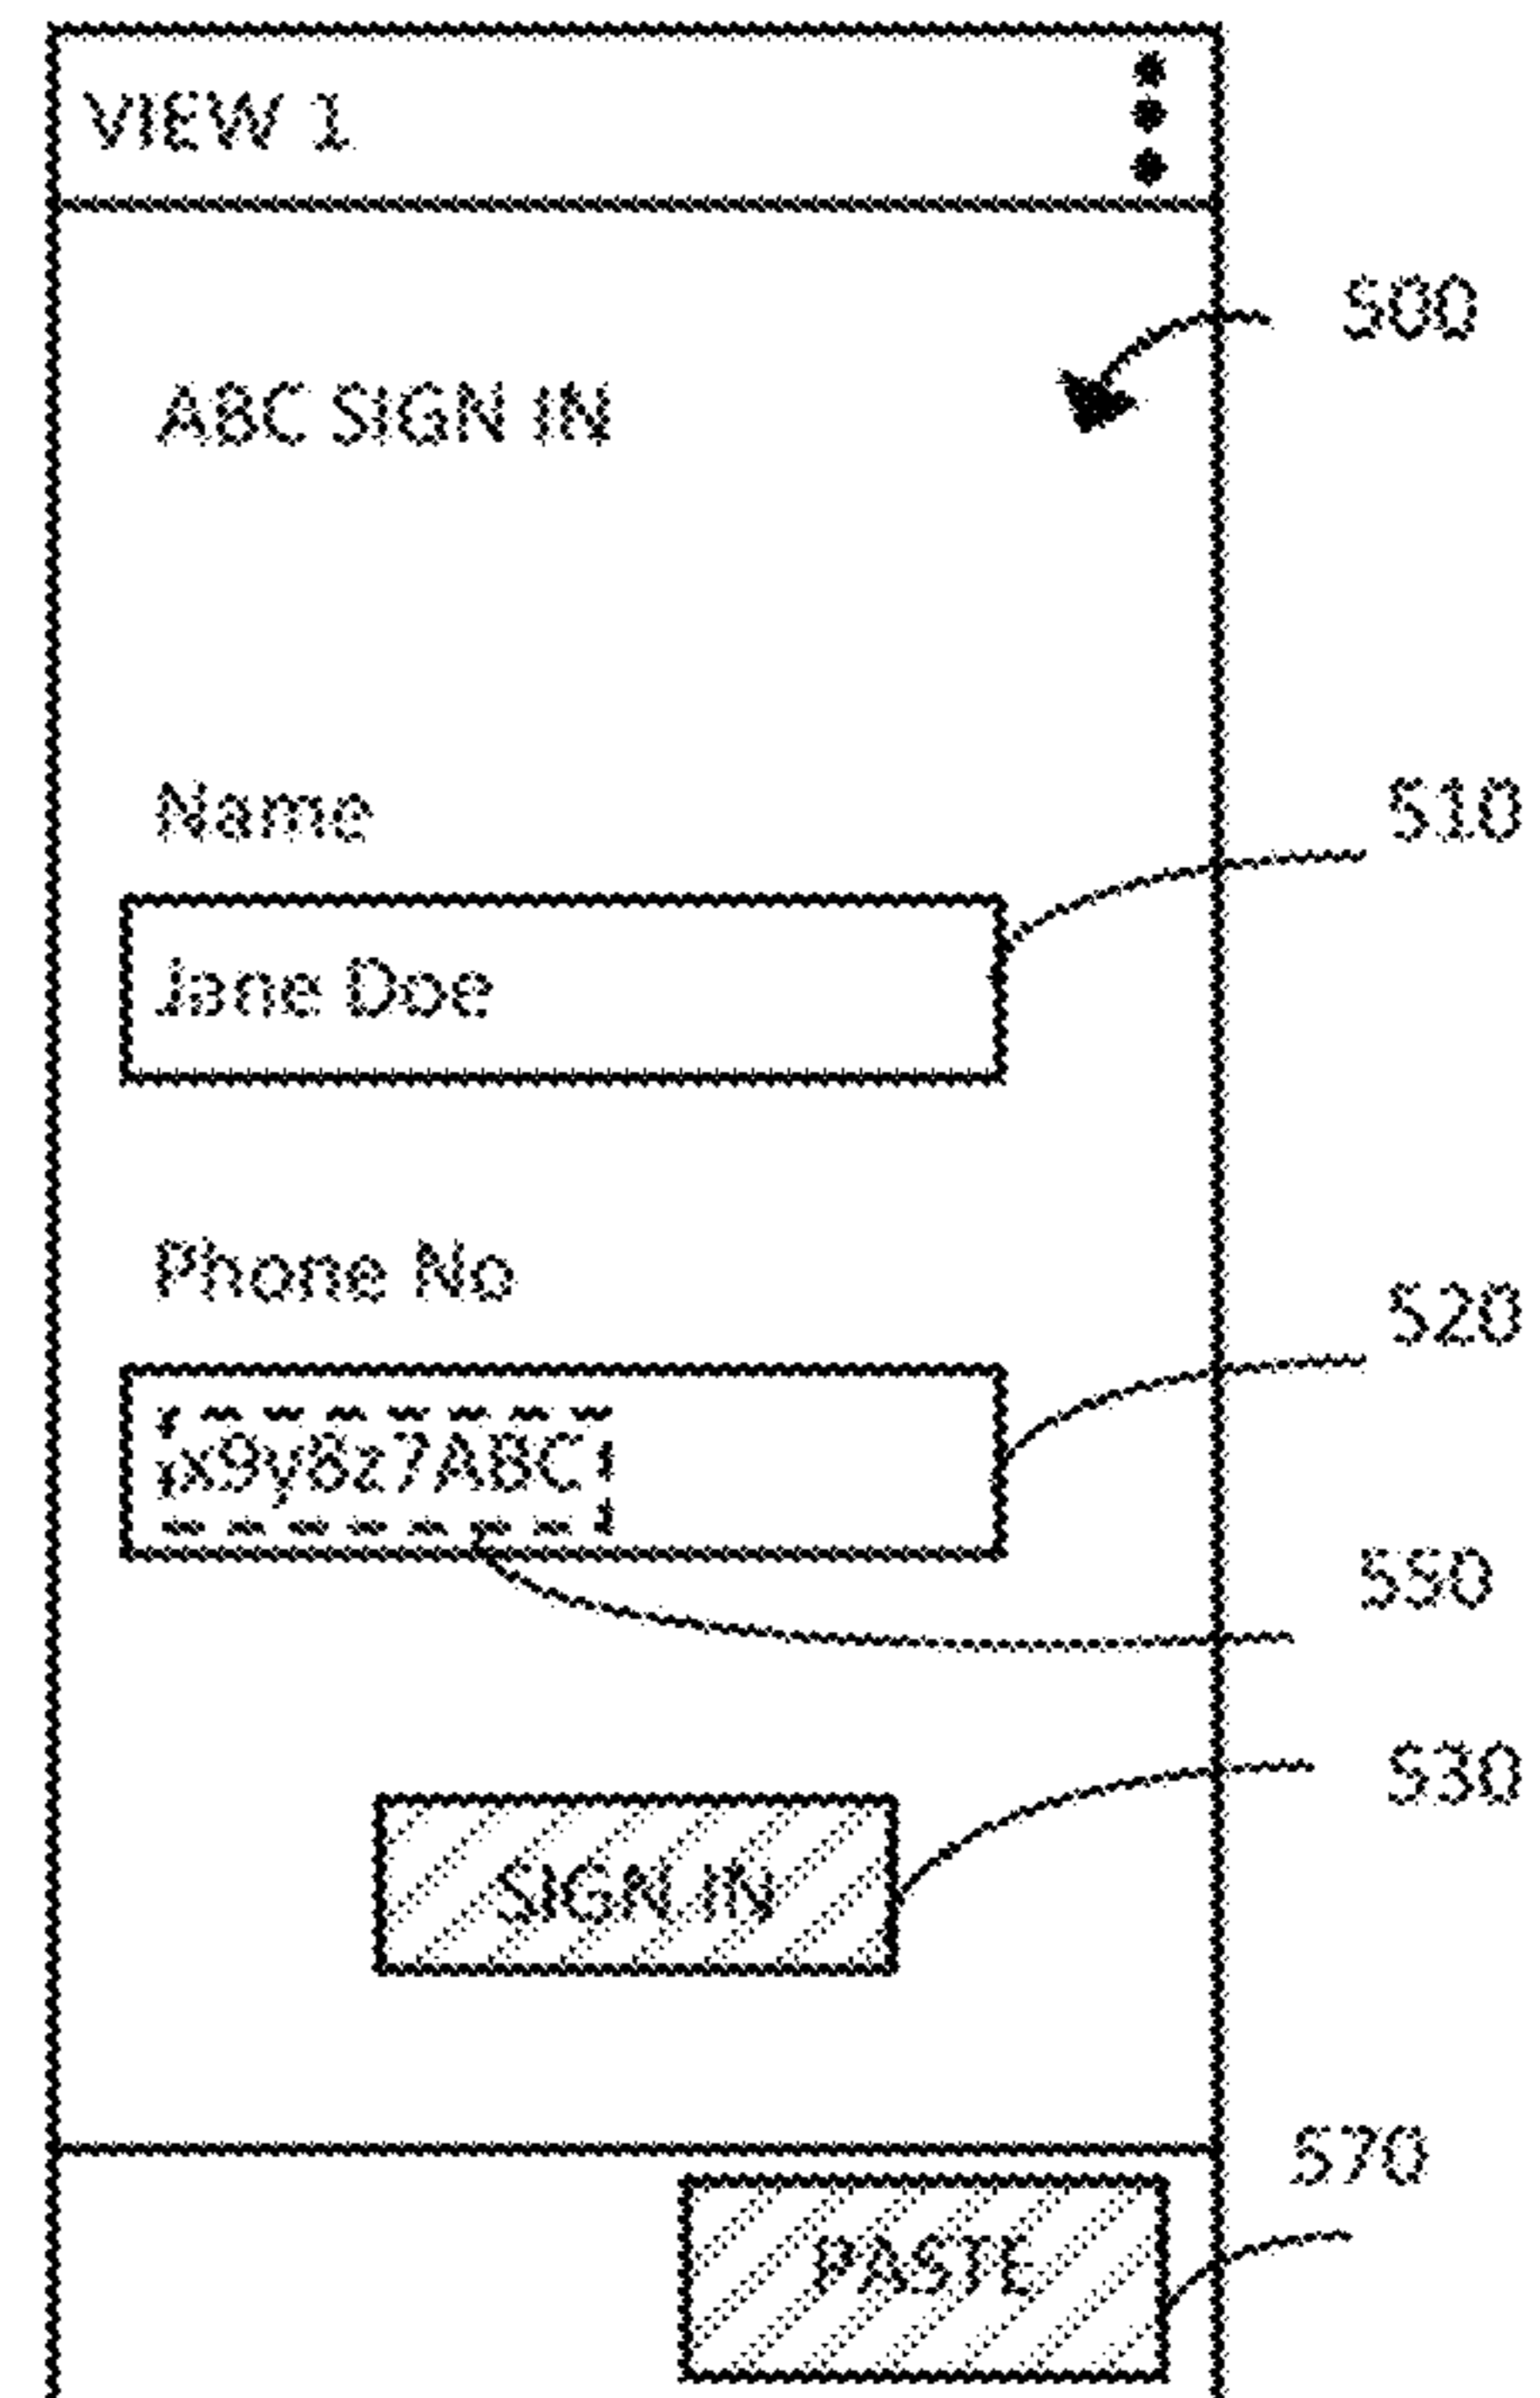 VIEW 1
500
ABC SIGN IN
Name
510
Jane Doe
Phone No
520
x9y8z7ABC
550
530
SIGN IN
570
PASTE